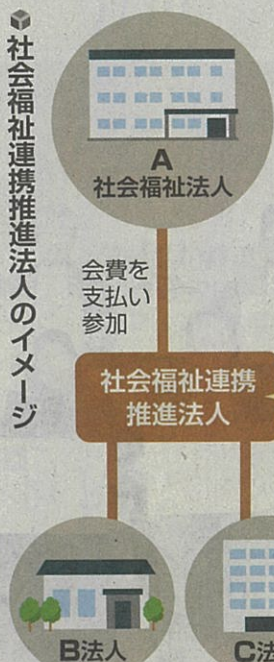 社会福祉連携推進法人のイメージ
A
社会福祉法人
会費を
支払い
参加
社会福祉連携
推進法人
B法人
C法